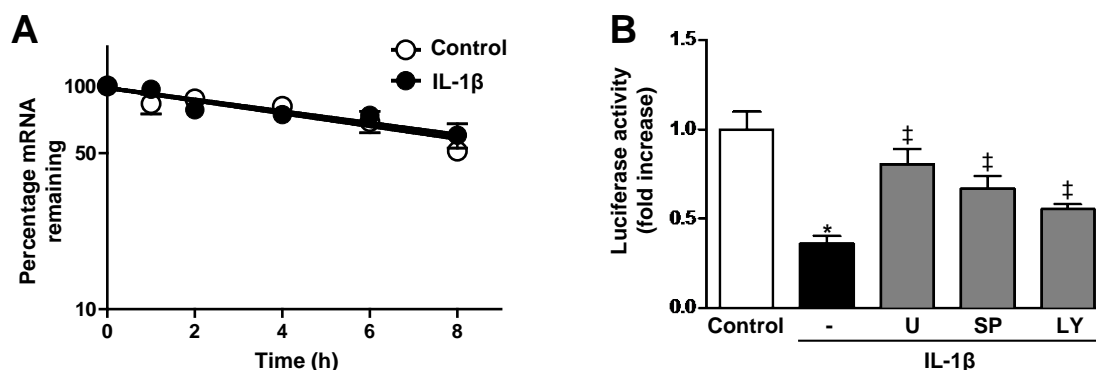 A
Control
IL-1β
Percentage mRNA
remaining
100
50
10
0
2
4
6
8
Time (h)
B
Luciferase activity
(fold increase)
1.5
1.0
0.5
0.0
*
‡
‡
‡
Control
-
U
SP
LY
IL-1β